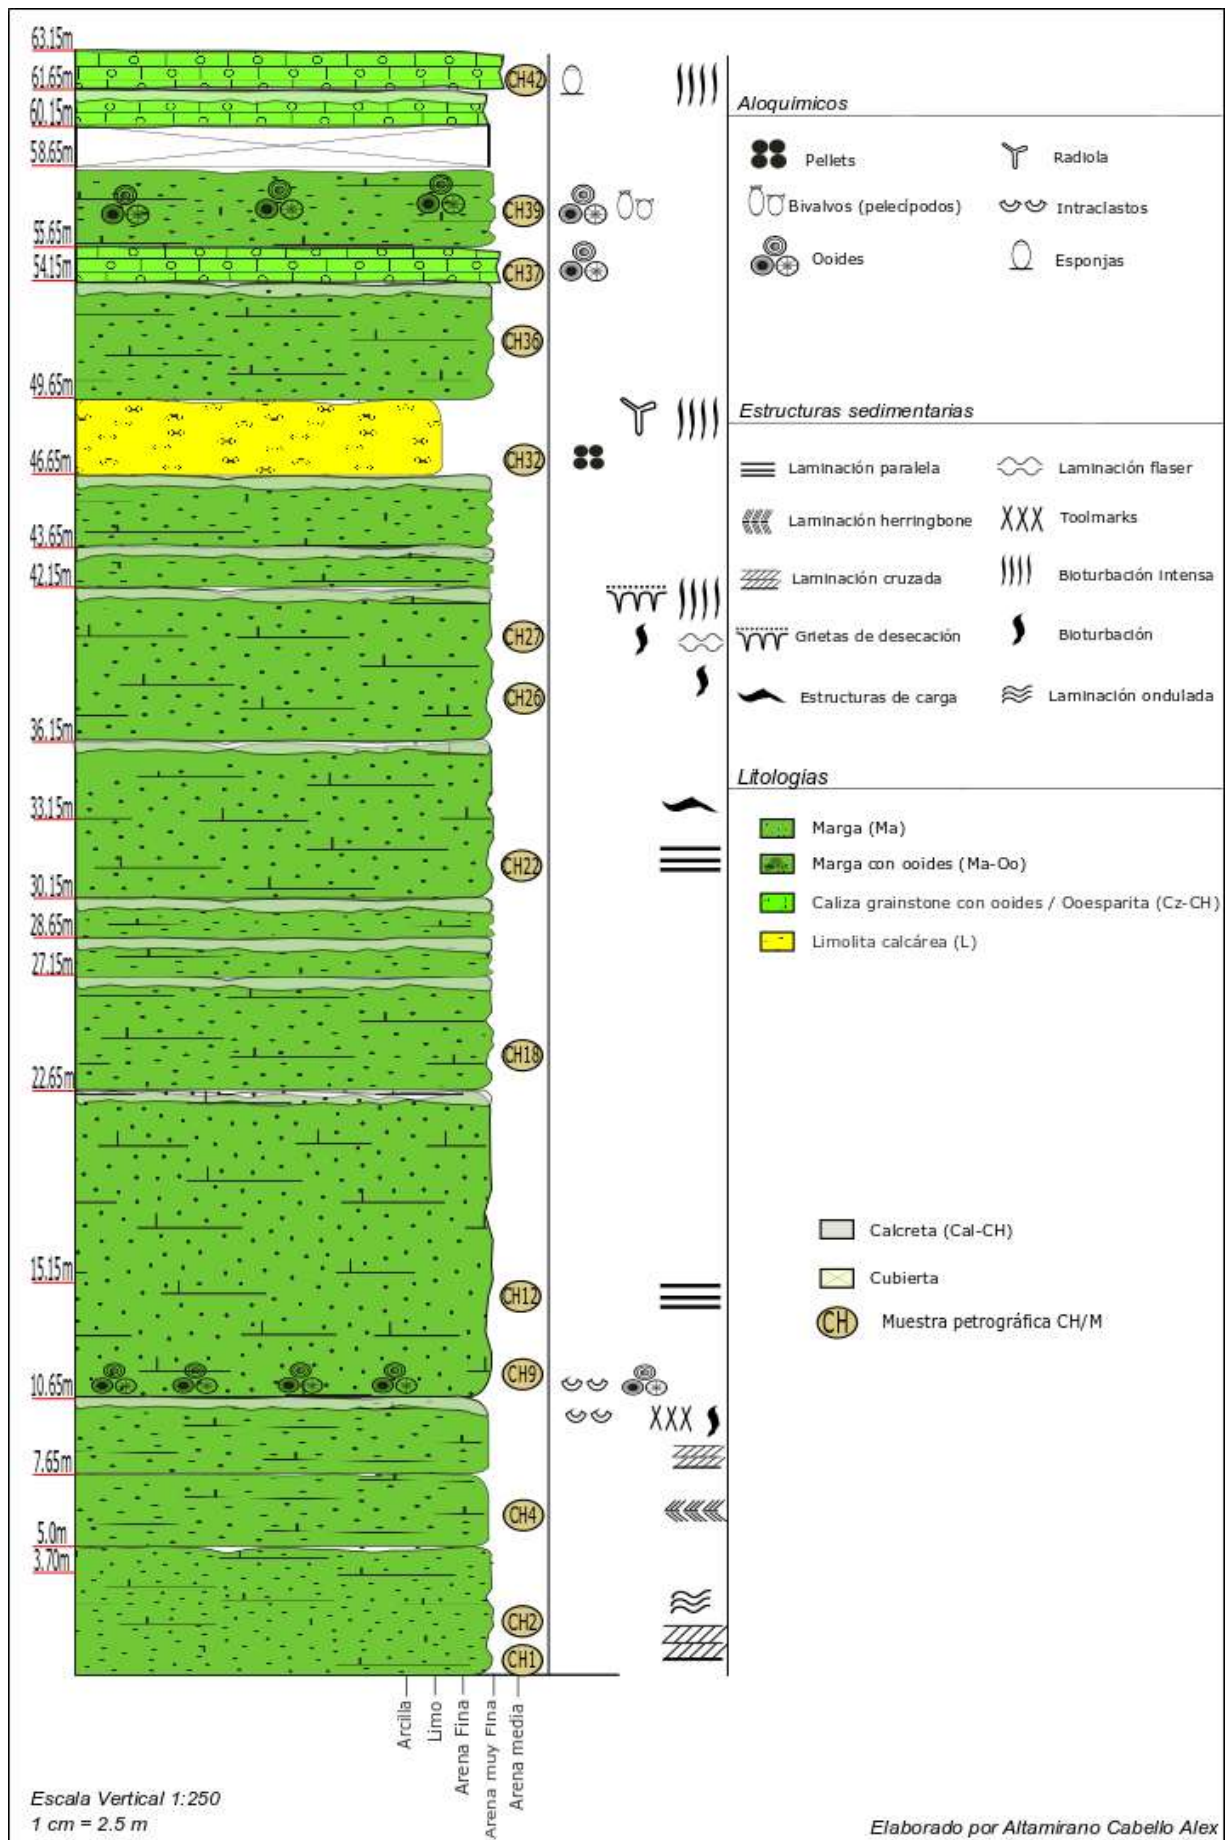 63.15m
61.65m
60.15m
58.65m
55.65m
54.15m
49.65m
46.65m
43.65m
42.15m
36.15m
33.15m
30.15m
28.65m
27.15m
22.65m
15.15m
10.65m
7.65m
5.0m
3.70m
CH42
CH39
CH37
CH36
CH32
CH27
CH26
CH22
CH18
CH12
CH9
CH4
CH2
CH1
Arcilla
Limo
Arena Fina
Arena muy Fina
Arena media
Aloquímicos
Pellets
Radiola
Bivalvos (pelecípodos)
Intraclastos
Ooides
Esponjas
Estructuras sedimentarias
Laminación paralela
Laminación flaser
Laminación herringbone
Toolmarks
Laminación cruzada
Bioturbación Intensa
Grietas de desecación
Bioturbación
Estructuras de carga
Laminación ondulada
Litologías
Marga (Ma)
Marga con ooides (Ma-Oo)
Caliza grainstone con ooides / Ooesparita (Cz-CH)
Limolita calcárea (L)
Calcreta (Cal-CH)
Cubierta
CH Muestra petrográfica CH/M
Escala Vertical 1:250
1 cm = 2.5 m
Elaborado por Altamirano Cabello Alex